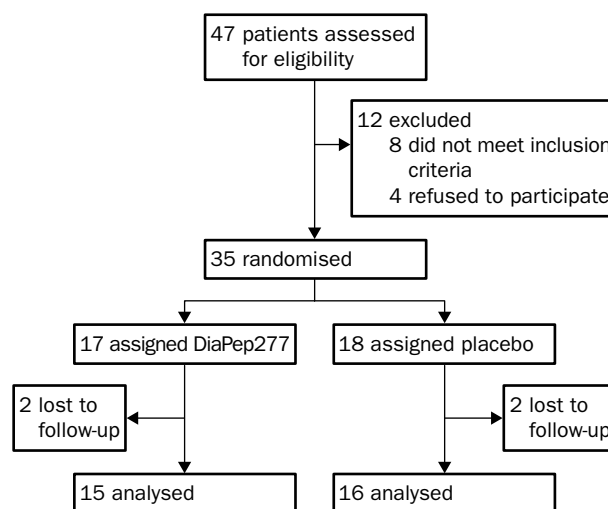 47 patients assessed
for eligibility
12 excluded
8 did not meet inclusion
criteria
4 refused to participate
35 randomised
17 assigned DiaPep277
18 assigned placebo
2 lost to
follow-up
2 lost to
follow-up
15 analysed
16 analysed